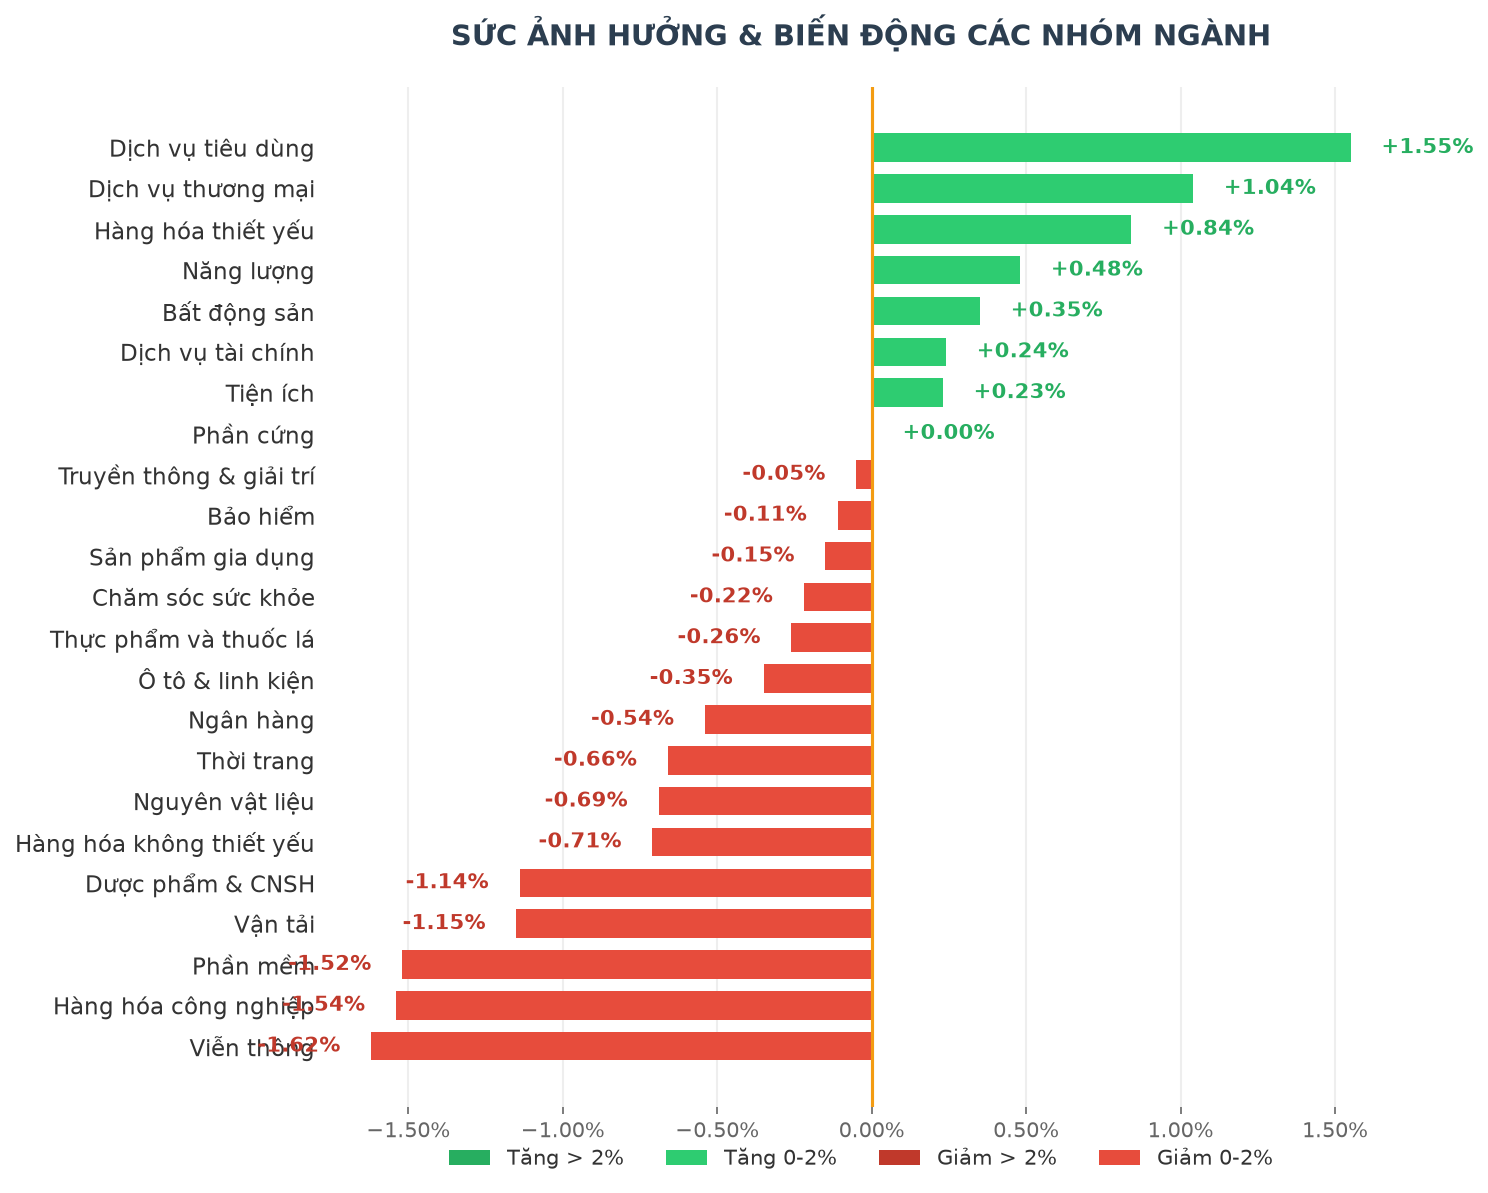 SỨC ẢNH HƯỞNG & BIẾN ĐỘNG CÁC NHÓM NGÀNH
Dịch vụ tiêu dùng +1.55%
Dịch vụ thương mại +1.04%
Hàng hóa thiết yếu +0.84%
Năng lượng +0.48%
Bất động sản +0.35%
Dịch vụ tài chính +0.24%
Tiện ích +0.23%
Phần cứng +0.00%
Truyền thông & giải trí -0.05%
Bảo hiểm -0.11%
Sản phẩm gia dụng -0.15%
Chăm sóc sức khỏe -0.22%
Thực phẩm và thuốc lá -0.26%
Ô tô & linh kiện -0.35%
Ngân hàng -0.54%
Thời trang -0.66%
Nguyên vật liệu -0.69%
Hàng hóa không thiết yếu -0.71%
Dược phẩm & CNSH -1.14%
Vận tải -1.15%
Phần mềm -1.52%
Hàng hóa công nghiệp -1.54%
Viễn thông -1.62%
−1.50% −1.00% −0.50% 0.00% 0.50% 1.00% 1.50%
Tăng > 2% Tăng 0-2% Giảm > 2% Giảm 0-2%